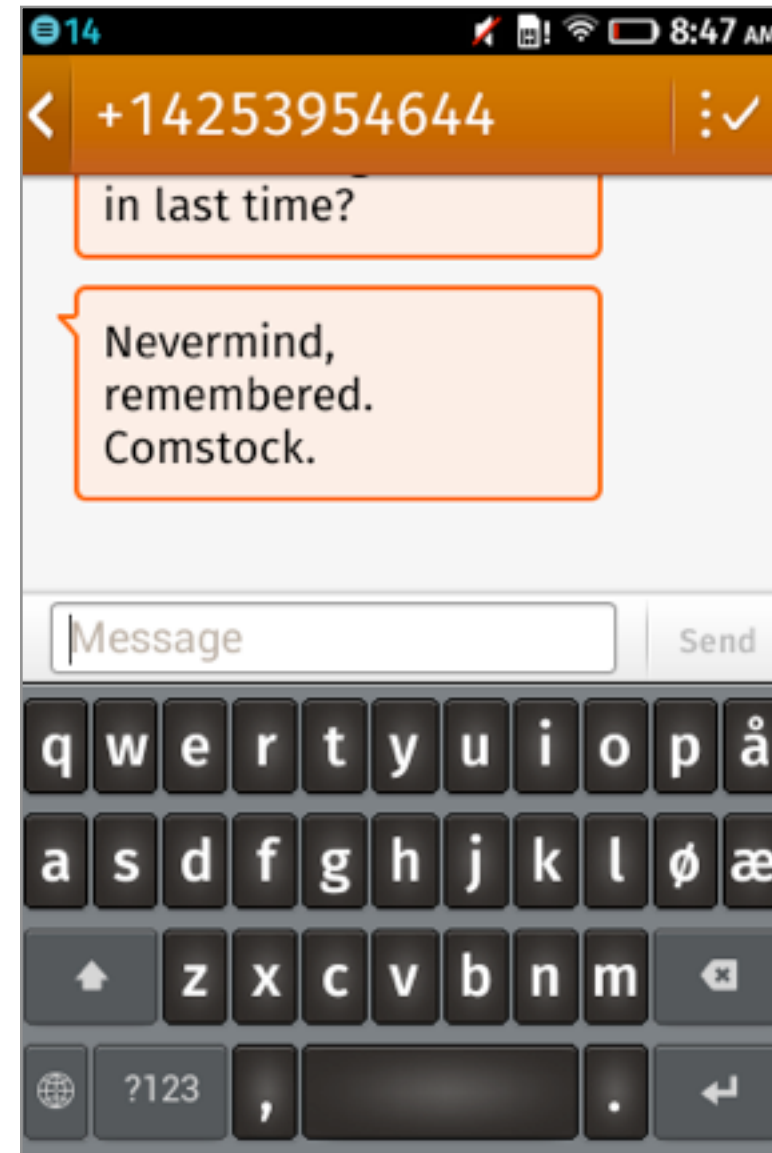 14 8:47 AM
+14253954644
in last time?
Nevermind,
remembered.
Comstock.
Message Send
q w e r t y u i o p å
a s d f g h j k l ø æ
z x c v b n m
?123 , .